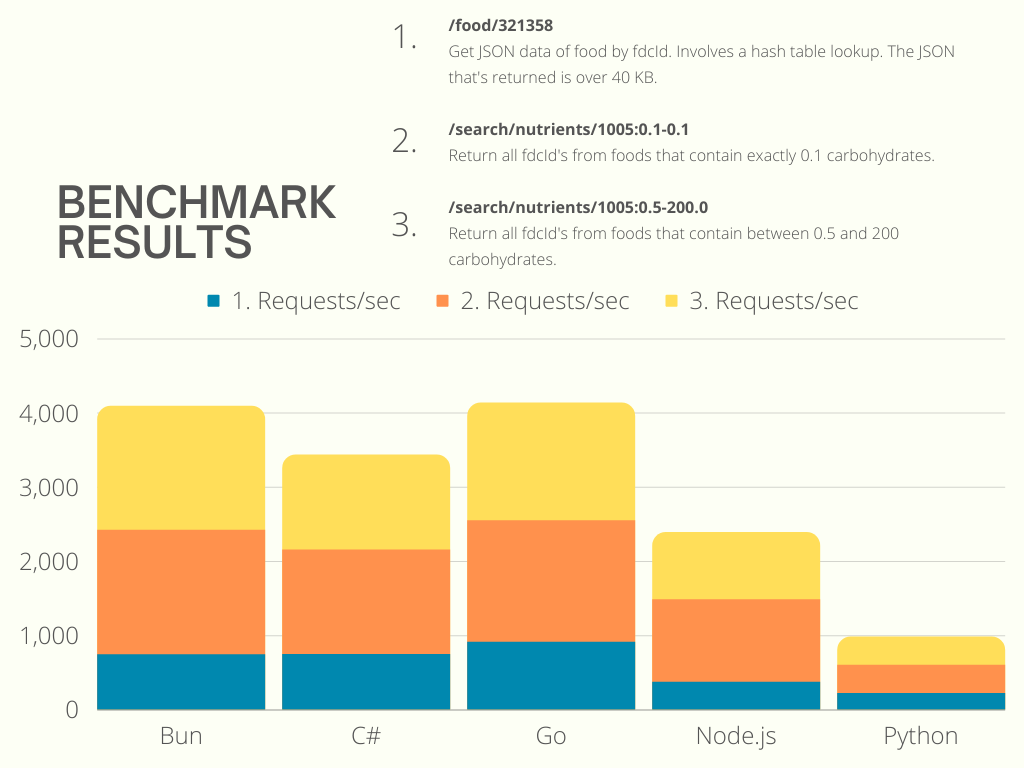 1.
/food/321358
Get JSON data of food by fdcId. Involves a hash table lookup. The JSON
that's returned is over 40 KB.
2.
/search/nutrients/1005:0.1-0.1
Return all fdcId's from foods that contain exactly 0.1 carbohydrates.
BENCHMARK
RESULTS
3.
/search/nutrients/1005:0.5-200.0
Return all fdcId's from foods that contain between 0.5 and 200
carbohydrates.
1. Requests/sec 2. Requests/sec 3. Requests/sec
5,000
4,000
3,000
2,000
1,000
0
Bun C# Go Node.js Python